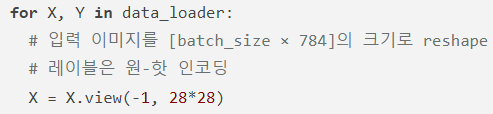 for X, Y in data_loader:
# 입력 이미지를 [batch_size × 784]의 크기로 reshape
# 레이블은 원-핫 인코딩
X = X.view(-1, 28*28)